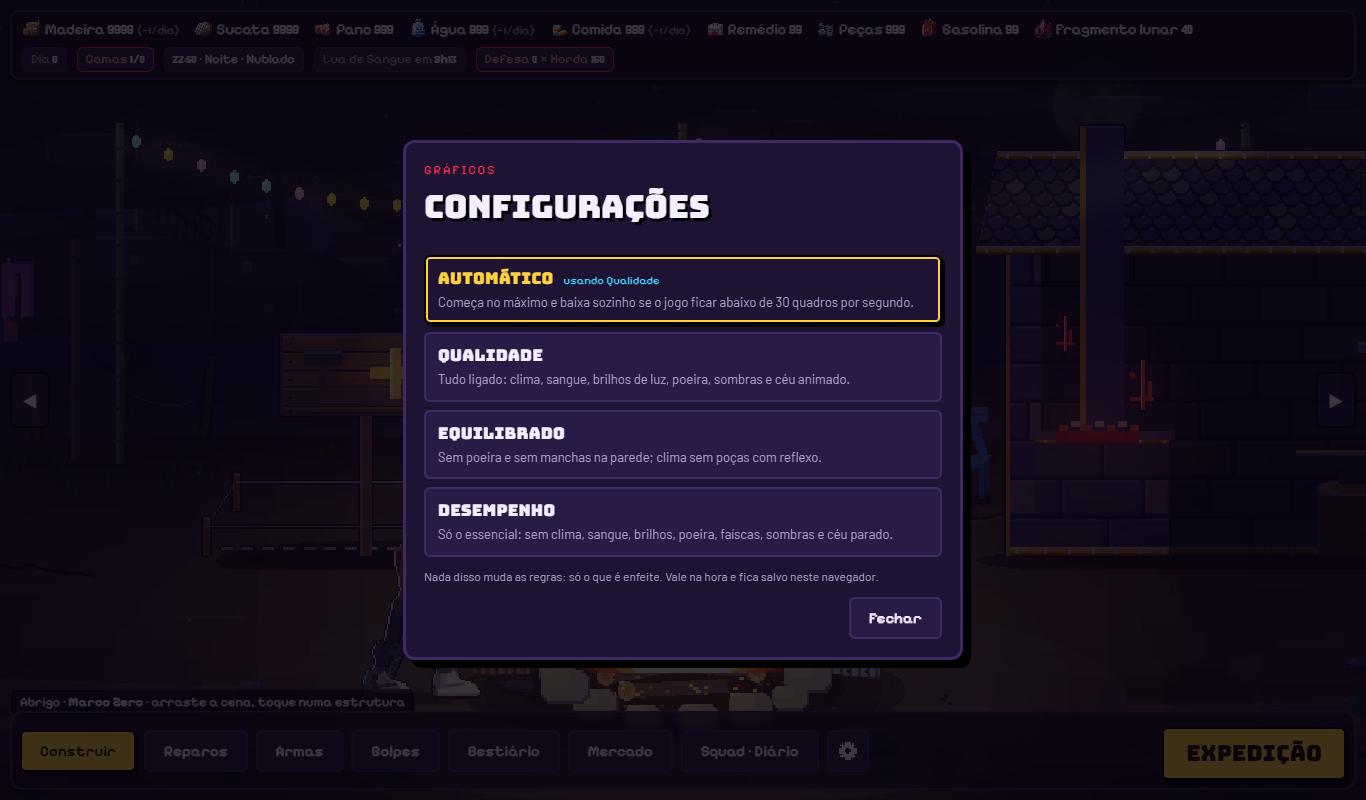 Madeira 9999 (-1/dia) Sucata 9999 Pano 999 Água 999 (-1/dia) Comida 999 (-1/dia) Remédio 99 Peças 999 Gasolina 99 Fragmento lunar 40
Dia 0 Camas 1/0 22:50 · Noite · Nublado Lua de Sangue em 9h13 Defesa 0 × Horda 160
GRÁFICOS
CONFIGURAÇÕES
AUTOMÁTICO usando Qualidade
Começa no máximo e baixa sozinho se o jogo ficar abaixo de 30 quadros por segundo.
QUALIDADE
Tudo ligado: clima, sangue, brilhos de luz, poeira, sombras e céu animado.
EQUILIBRADO
Sem poeira e sem manchas na parede; clima sem poças com reflexo.
DESEMPENHO
Só o essencial: sem clima, sangue, brilhos, poeira, faíscas, sombras e céu parado.
Nada disso muda as regras: só o que é enfeite. Vale na hora e fica salvo neste navegador.
Fechar
Abrigo · Marco Zero · arraste a cena, toque numa estrutura
Construir Reparos Armas Golpes Bestiário Mercado Squad · Diário EXPEDIÇÃO